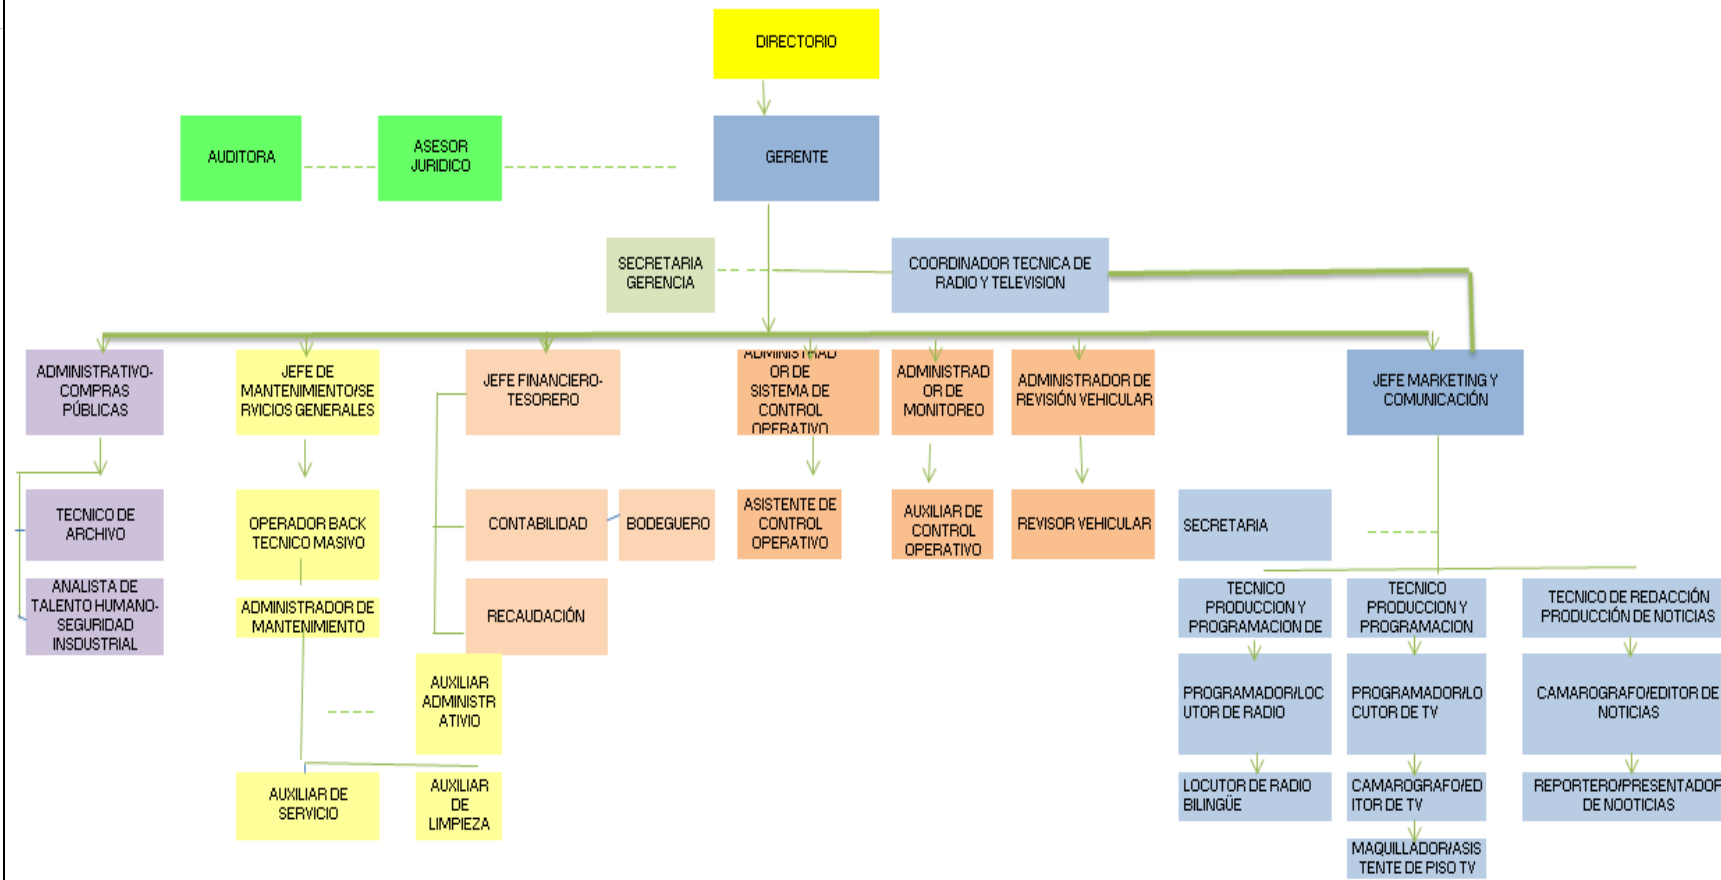 DIRECTORIO
AUDITORA
ASESOR
JURIDICO
GERENTE
SECRETARIA
GERENCIA
COORDINADOR TECNICA DE
RADIO Y TELEVISION
ADMINISTRATIVO-
COMPRAS
PÚBLICAS
JEFE DE
MANTENIMIENTO/SE
RVICIOS GENERALES
JEFE FINANCIERO-
TESORERO
ADMINISTRAD
OR DE
SISTEMA DE
CONTROL
OPERATIVO
ADMINISTRAD
OR DE
MONITOREO
ADMINISTRADOR DE
REVISIÓN VEHICULAR
JEFE MARKETING Y
COMUNICACIÓN
TECNICO DE
ARCHIVO
OPERADOR BACK
TECNICO MASIVO
CONTABILIDAD
BODEGUERO
ASISTENTE DE
CONTROL
OPERATIVO
AUXILIAR DE
CONTROL
OPERATIVO
REVISOR VEHICULAR
SECRETARIA
ANALISTA DE
TALENTO HUMANO-
SEGURIDAD
INSDUSTRIAL
ADMINISTRADOR DE
MANTENIMIENTO
RECAUDACIÓN
TECNICO
PRODUCCION Y
PROGRAMACION DE
TECNICO
PRODUCCION Y
PROGRAMACION
TECNICO DE REDACCIÓN
PRODUCCIÓN DE NOTICIAS
AUXILIAR
ADMINISTR
ATIVIO
PROGRAMADOR/LOC
UTOR DE RADIO
PROGRAMADOR/LO
CUTOR DE TV
CAMAROGRAFO/EDITOR DE
NOTICIAS
AUXILIAR DE
SERVICIO
AUXILIAR
DE
LIMPIEZA
LOCUTOR DE RADIO
BILINGÜE
CAMAROGRAFO/ED
ITOR DE TV
REPORTERO/PRESENTADOR
DE NOOTICIAS
MAQUILLADOR/ASIS
TENTE DE PISO TV